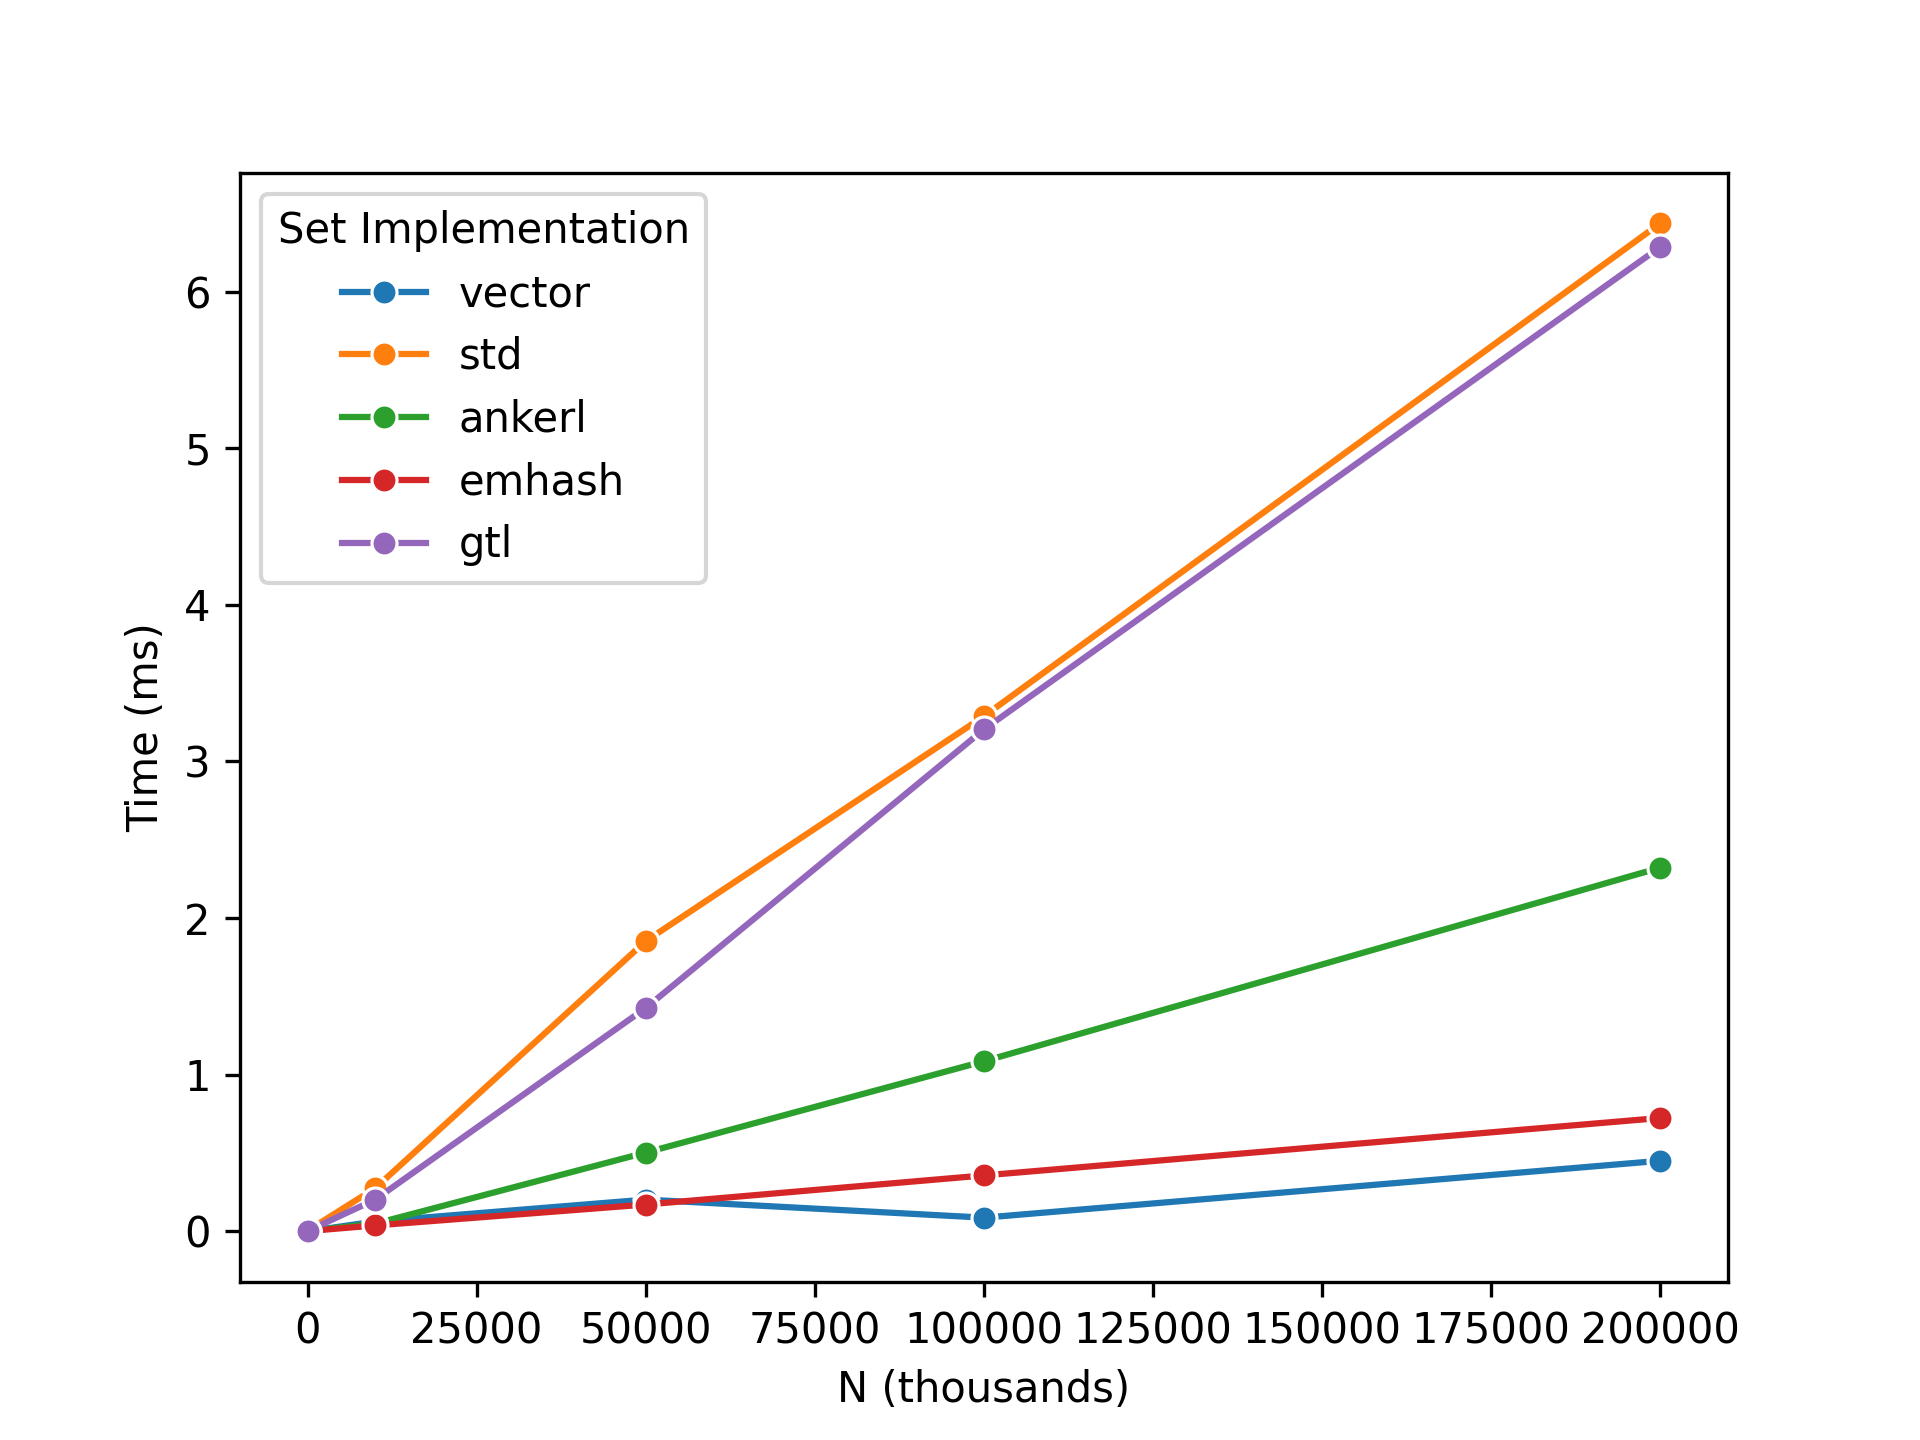 Set Implementation
vector
std
ankerl
emhash
gtl
6
5
4
3
2
1
0
Time (ms)
0 25000 50000 75000 100000 125000 150000 175000 200000
N (thousands)